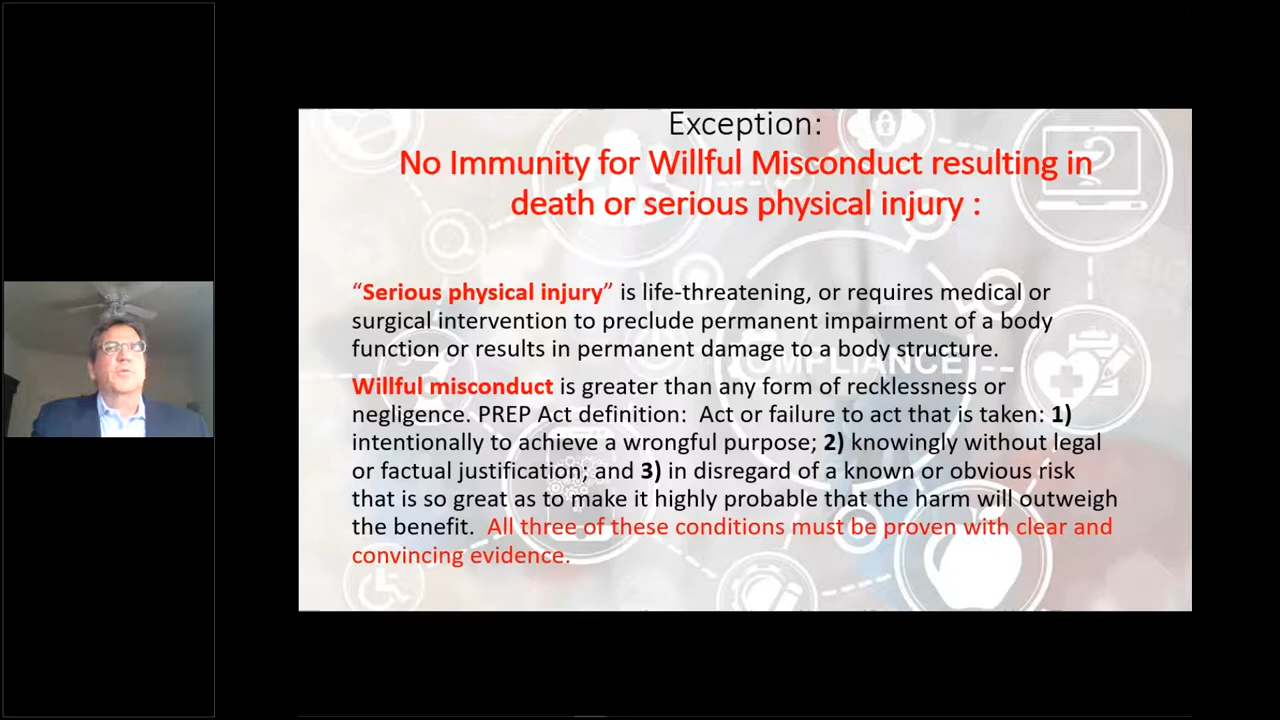 Exception:
No Immunity for Willful Misconduct resulting in
death or serious physical injury :
“Serious physical injury” is life-threatening, or requires medical or
surgical intervention to preclude permanent impairment of a body
function or results in permanent damage to a body structure.
COMPLIANCE
Willful misconduct is greater than any form of recklessness or
negligence. PREP Act definition: Act or failure to act that is taken: 1)
intentionally to achieve a wrongful purpose; 2) knowingly without legal
or factual justification; and 3) in disregard of a known or obvious risk
that is so great as to make it highly probable that the harm will outweigh
the benefit. All three of these conditions must be proven with clear and
convincing evidence.